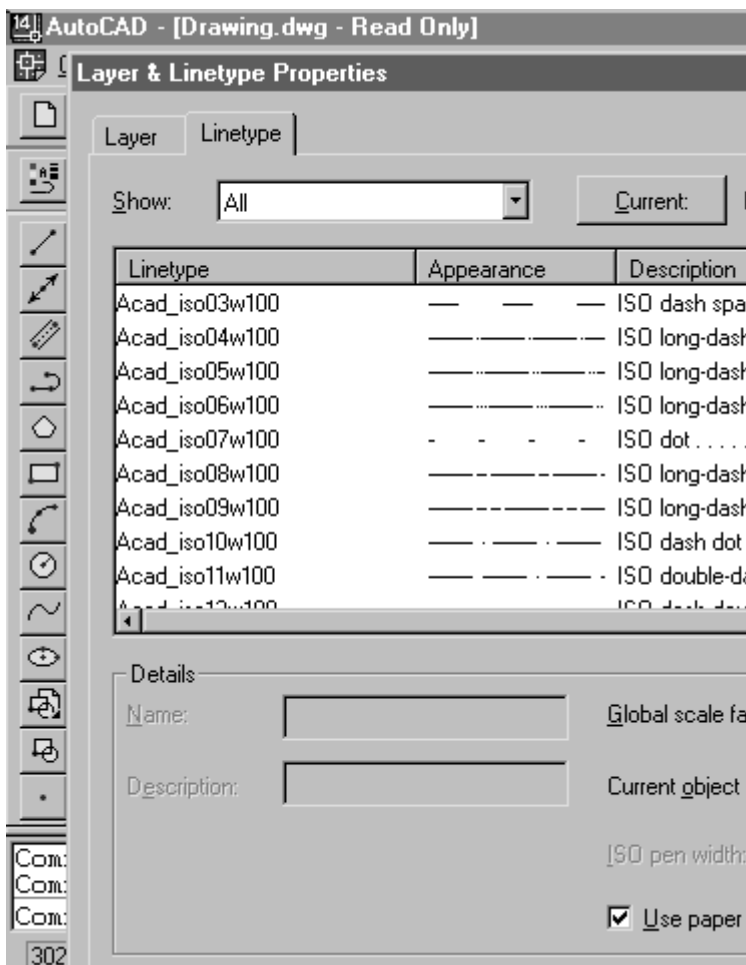 14 AutoCAD - [Drawing.dwg - Read Only]
Layer & Linetype Properties
Layer Linetype
Show: All Current:
Linetype Appearance Description
Acad_iso03w100 ISO dash spa
Acad_iso04w100 ISO long-dash
Acad_iso05w100 ISO long-dash
Acad_iso06w100 ISO long-dash
Acad_iso07w100 ISO dot . . . . .
Acad_iso08w100 ISO long-dash
Acad_iso09w100 ISO long-dash
Acad_iso10w100 ISO dash dot
Acad_iso11w100 ISO double-da
Details
Name: Global scale fa
Description: Current object
ISO pen width:
Use paper
Com
Com
Com
302